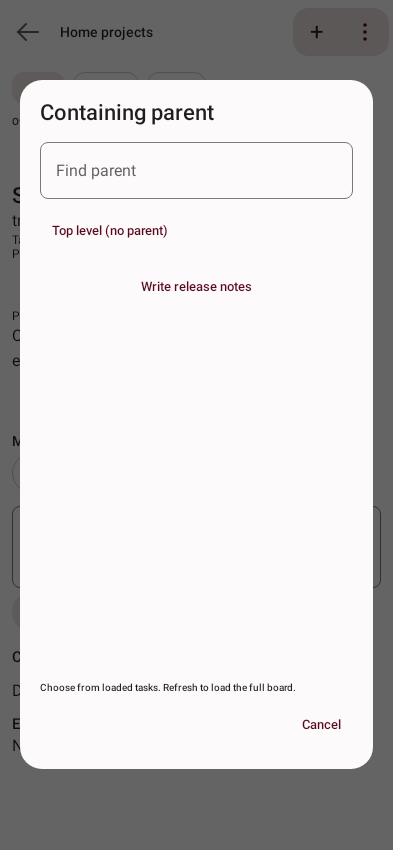 Home projects
+
Containing parent
Find parent
Top level (no parent)
Write release notes
Choose from loaded tasks. Refresh to load the full board.
Cancel